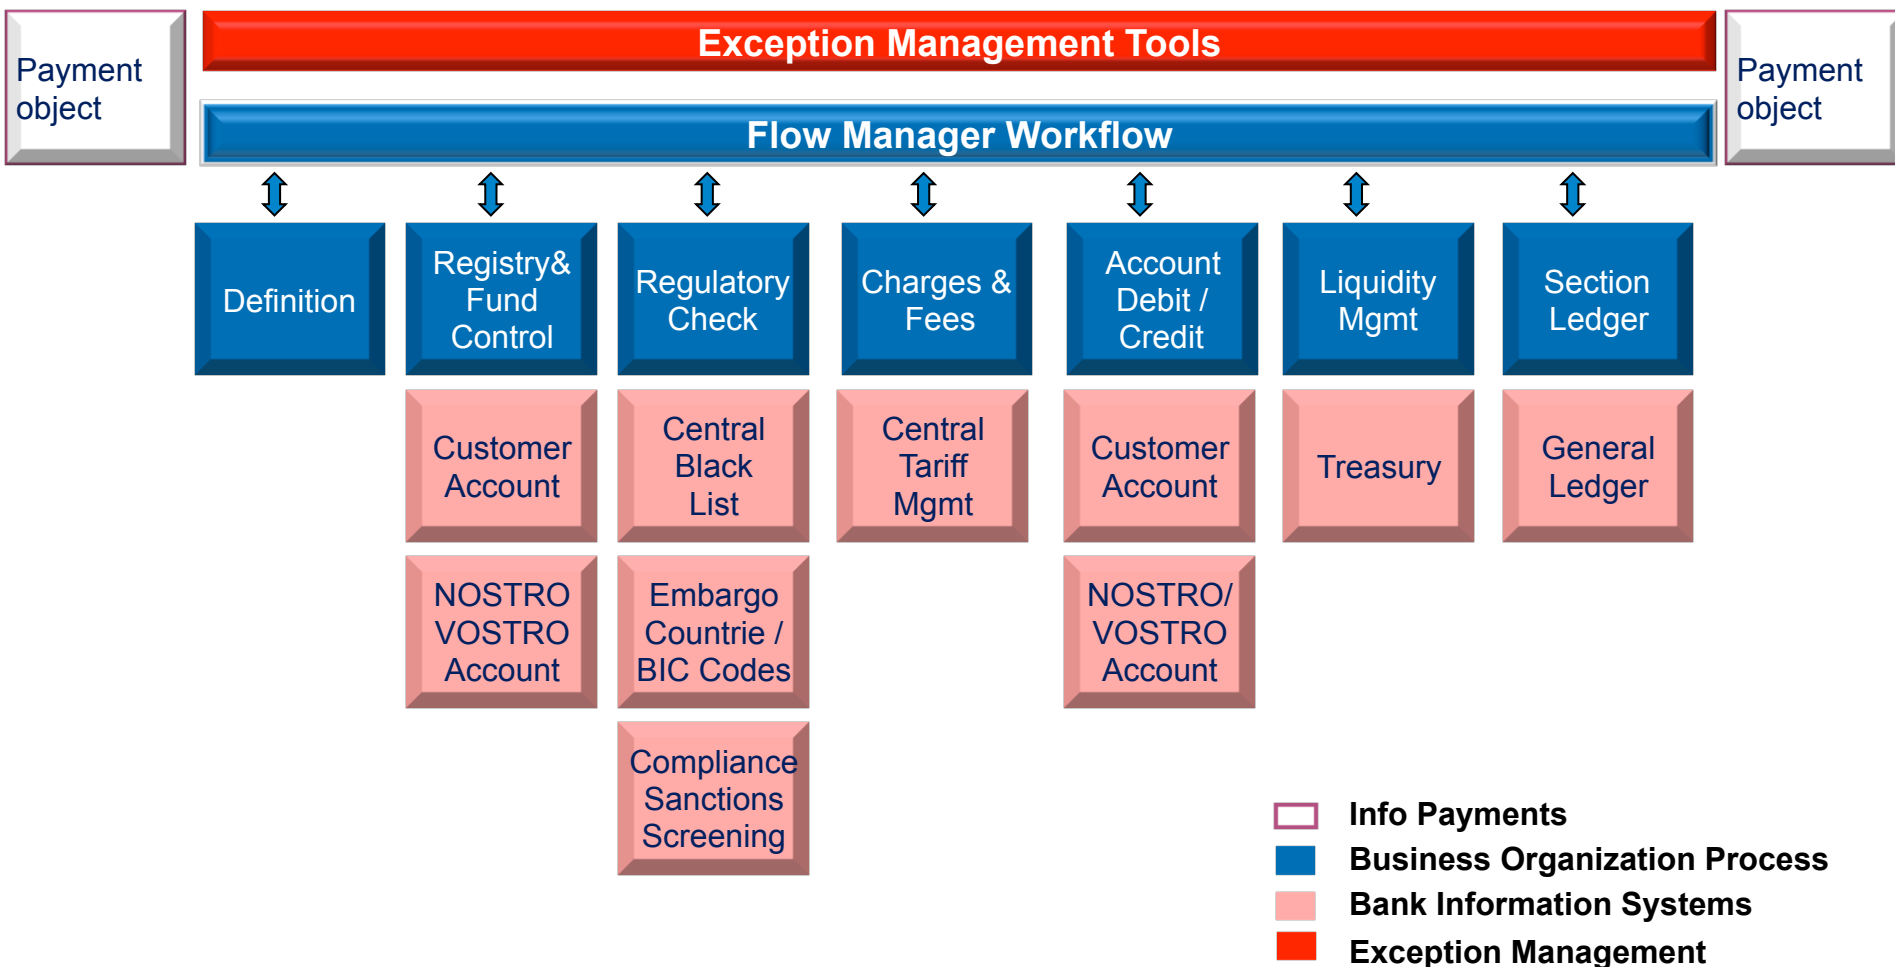 Payment
object
Exception Management Tools
Payment
object
Flow Manager Workflow
Definition
Registry&
Fund
Control
Regulatory
Check
Charges &
Fees
Account
Debit /
Credit
Liquidity
Mgmt
Section
Ledger
Customer
Account
Central
Black
List
Central
Tariff
Mgmt
Customer
Account
Treasury
General
Ledger
NOSTRO
VOSTRO
Account
Embargo
Countrie /
BIC Codes
NOSTRO/
VOSTRO
Account
Compliance
Sanctions
Screening
Info Payments
Business Organization Process
Bank Information Systems
Exception Management